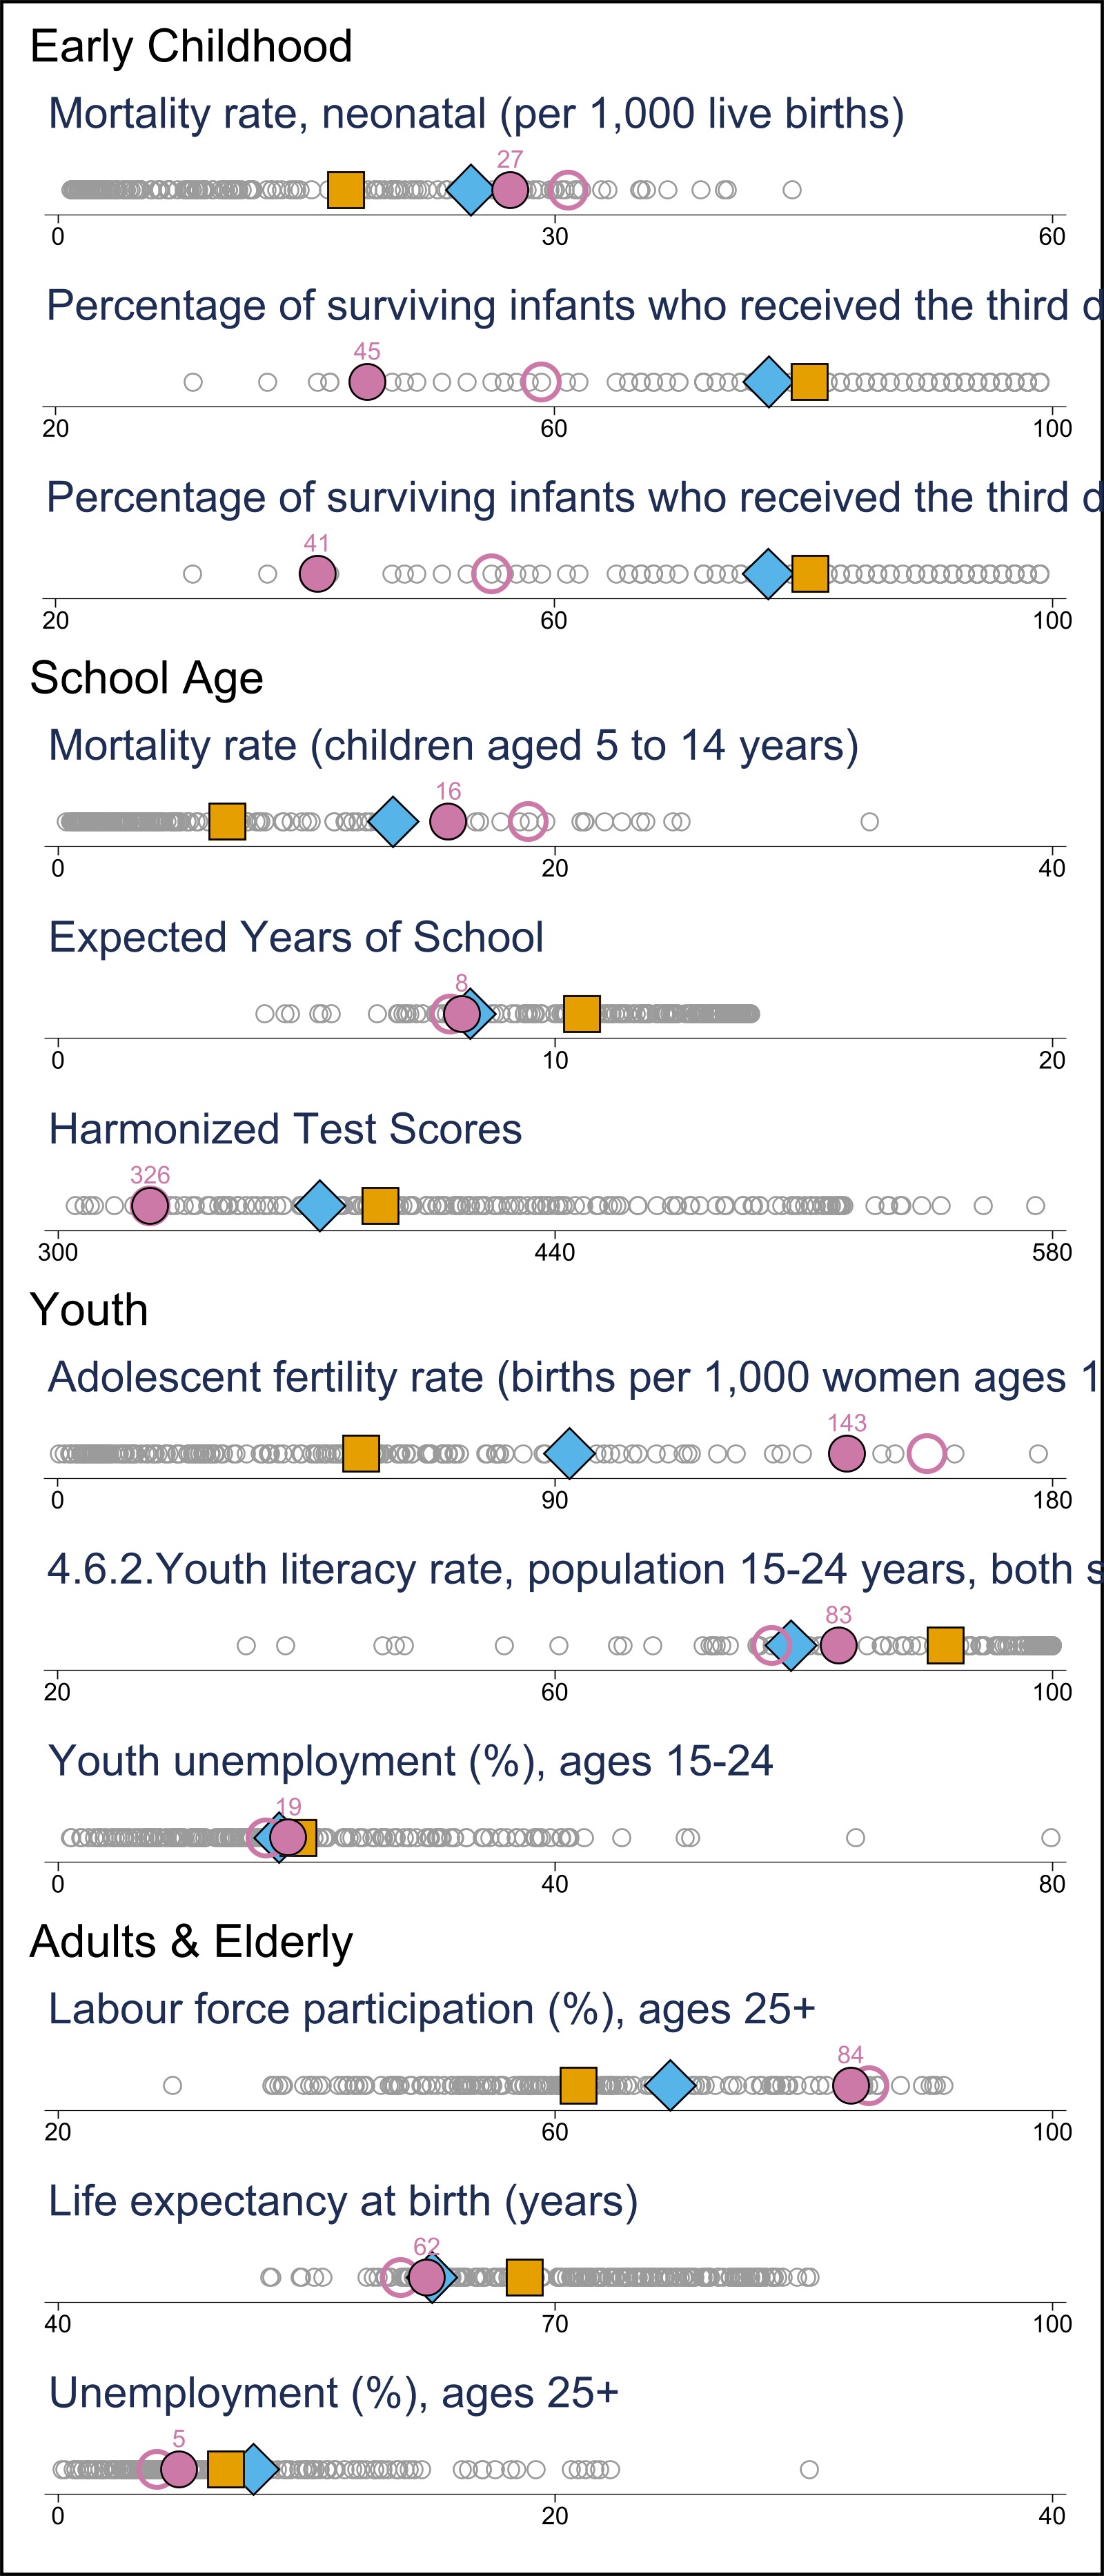 Early Childhood
Mortality rate, neonatal (per 1,000 live births)
27
0 30 60
Percentage of surviving infants who received the third d
45
20 60 100
Percentage of surviving infants who received the third d
41
20 60 100
School Age
Mortality rate (children aged 5 to 14 years)
16
0 20 40
Expected Years of School
8
0 10 20
Harmonized Test Scores
326
300 440 580
Youth
Adolescent fertility rate (births per 1,000 women ages 1
143
0 90 180
4.6.2.Youth literacy rate, population 15-24 years, both s
83
20 60 100
Youth unemployment (%), ages 15-24
19
0 40 80
Adults & Elderly
Labour force participation (%), ages 25+
84
20 60 100
Life expectancy at birth (years)
62
40 70 100
Unemployment (%), ages 25+
5
0 20 40